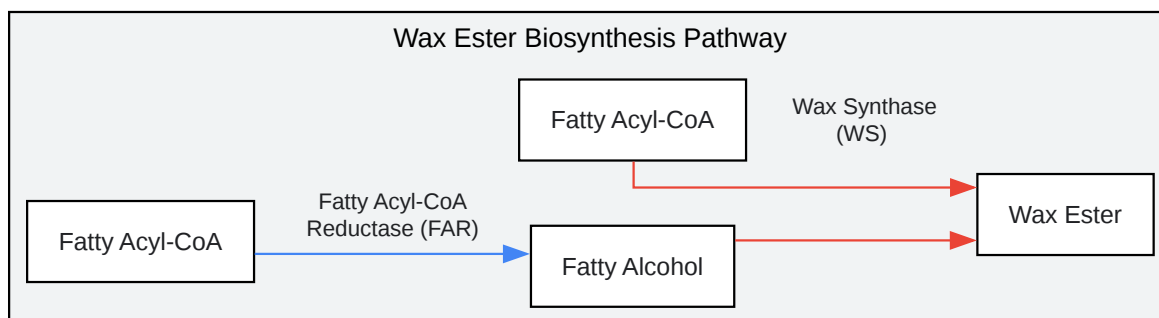 Wax Ester Biosynthesis Pathway
Fatty Acyl-CoA
Wax Synthase
(WS)
Fatty Acyl-CoA
Reductase (FAR)
Fatty Acyl-CoA
Wax Ester
Fatty Alcohol